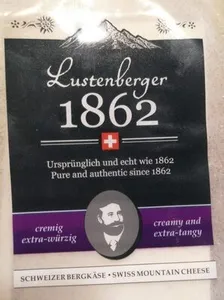 Lustenberger
1862
Ursprünglich und echt wie 1862
Pure and authentic since 1862
cremig
extra-würzig
creamy and
extra-tangy
SCHWEIZER BERGKÄSE • SWISS MOUNTAIN CHEESE